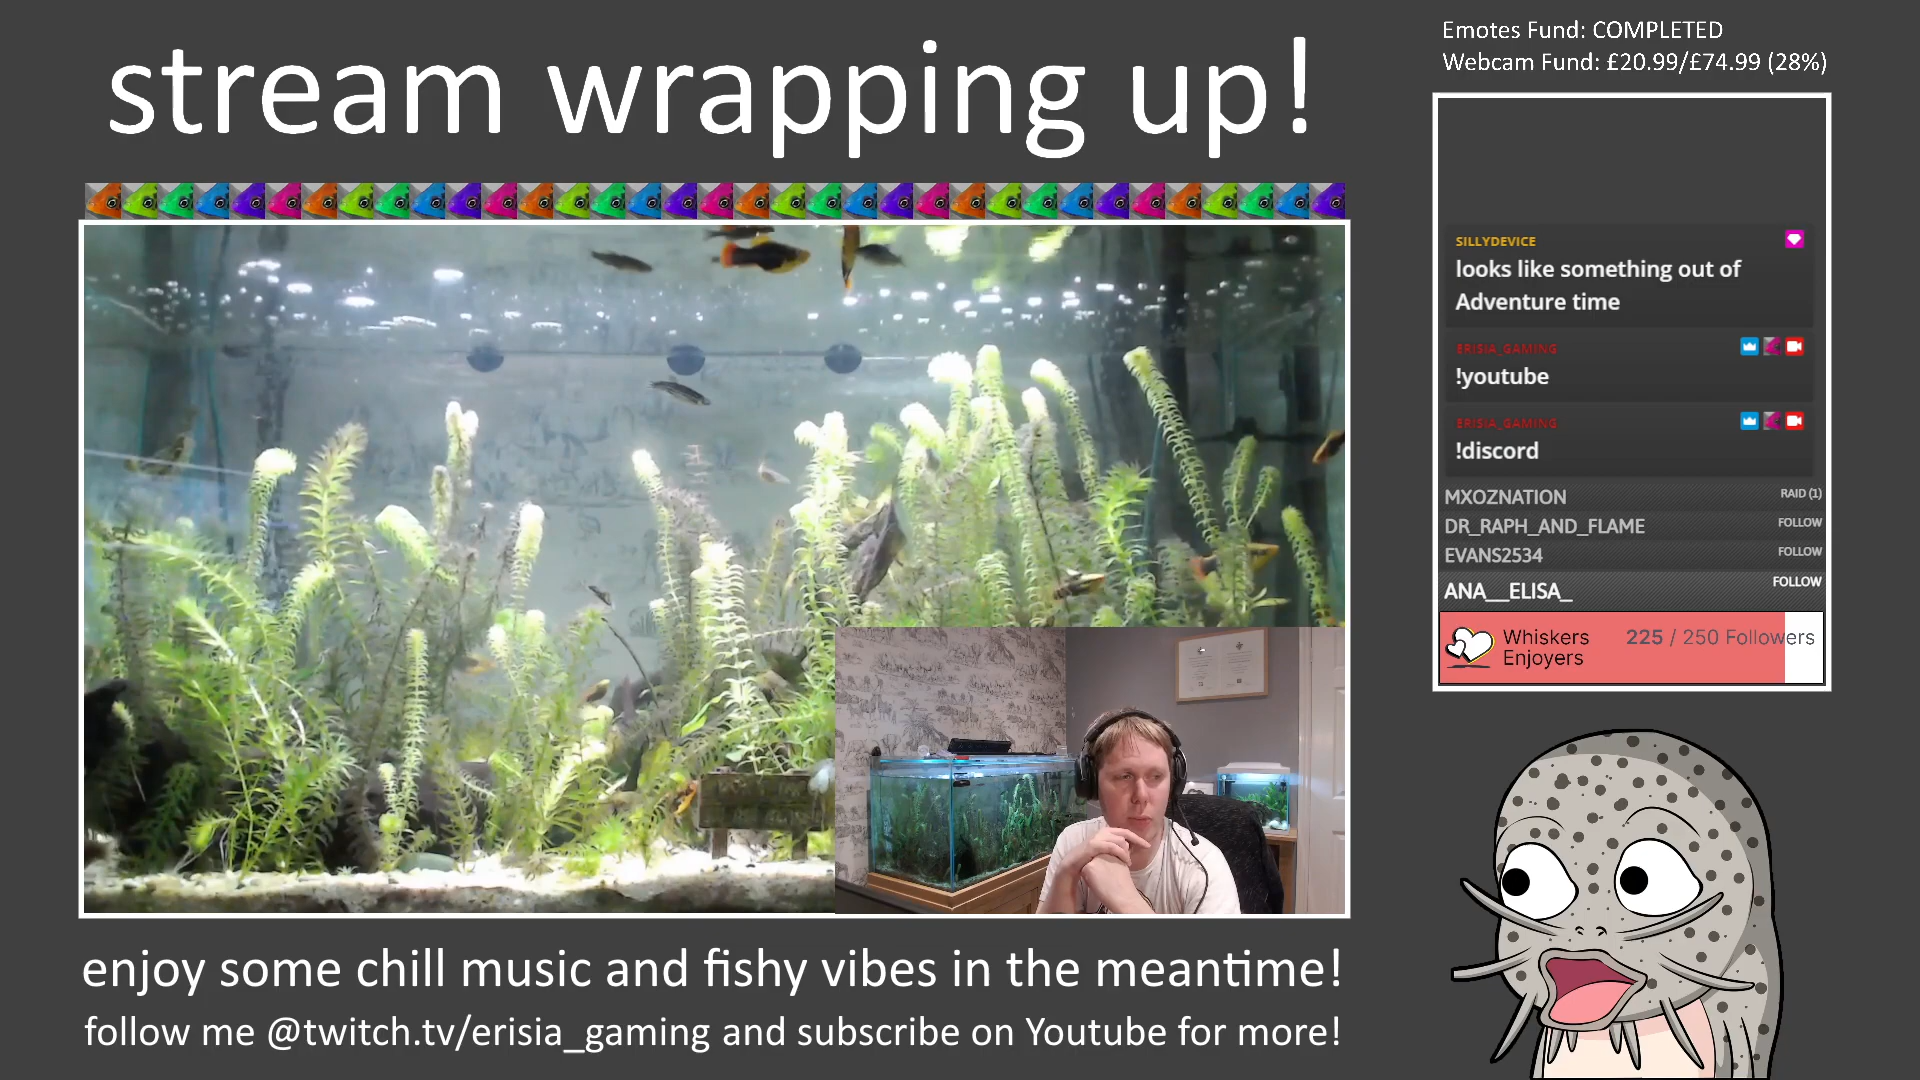 stream wrapping up!
Emotes Fund: COMPLETED
Webcam Fund: £20.99/£74.99 (28%)
SILLYDEVICE
looks like something out of
Adventure time
ERISIA_GAMING
!youtube
ERISIA_GAMING
!discord
MXOZNATION RAID (1)
DR_RAPH_AND_FLAME FOLLOW
EVANS2534 FOLLOW
ANA__ELISA_ FOLLOW
Whiskers 225 / 250 Followers
Enjoyers
enjoy some chill music and fishy vibes in the meantime!
follow me @twitch.tv/erisia_gaming and subscribe on Youtube for more!